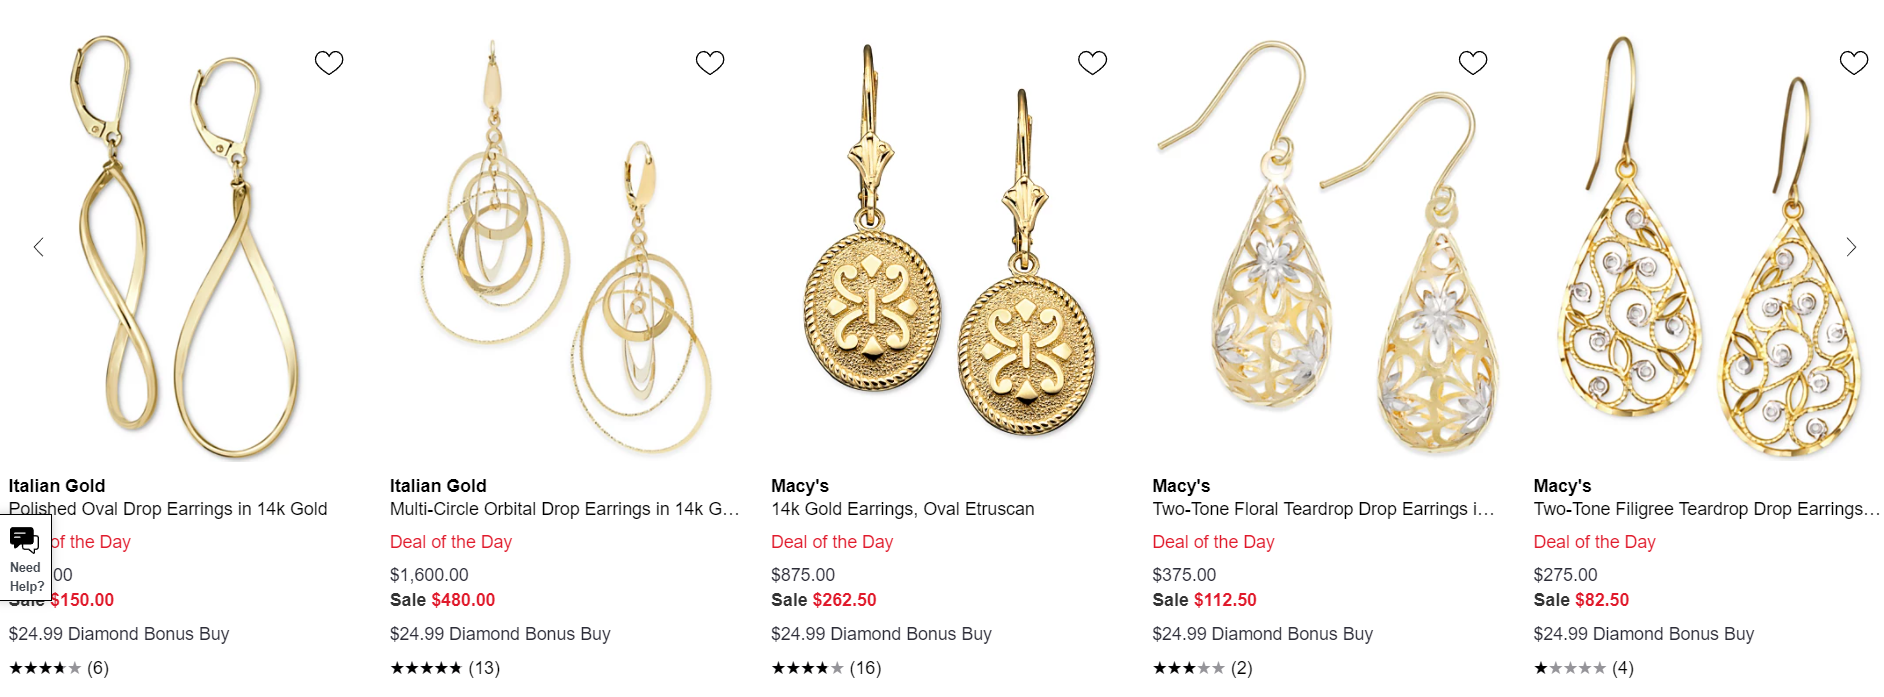 Italian Gold
Polished Oval Drop Earrings in 14k Gold
of the Day
00
Sale $150.00
$24.99 Diamond Bonus Buy
(6)
Italian Gold
Multi-Circle Orbital Drop Earrings in 14k G...
Deal of the Day
$1,600.00
Sale $480.00
$24.99 Diamond Bonus Buy
(13)
Macy's
14k Gold Earrings, Oval Etruscan
Deal of the Day
$875.00
Sale $262.50
$24.99 Diamond Bonus Buy
(16)
Macy's
Two-Tone Floral Teardrop Drop Earrings i...
Deal of the Day
$375.00
Sale $112.50
$24.99 Diamond Bonus Buy
(2)
Macy's
Two-Tone Filigree Teardrop Drop Earrings...
Deal of the Day
$275.00
Sale $82.50
$24.99 Diamond Bonus Buy
(4)
Need
Help?